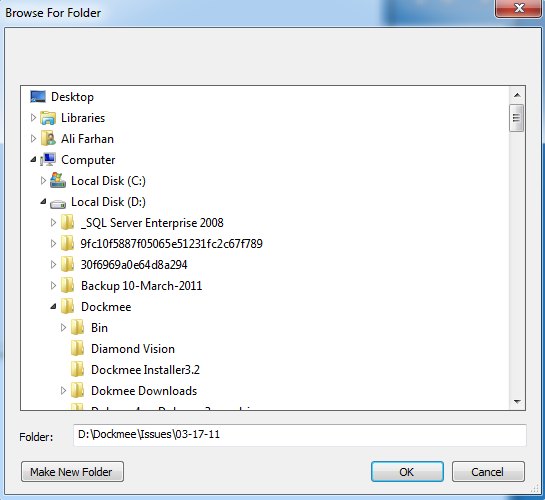 Browse For Folder
Desktop
Libraries
Ali Farhan
Computer
Local Disk (C:)
Local Disk (D:)
_SQL Server Enterprise 2008
9fc10f5887f05065e51231fc2c67f789
30f6969a0e64d8a294
Backup 10-March-2011
Dockmee
Bin
Diamond Vision
Dockmee Installer3.2
Dokmee Downloads
Folder: D:\Dockmee\Issues\03-17-11
Make New Folder OK Cancel